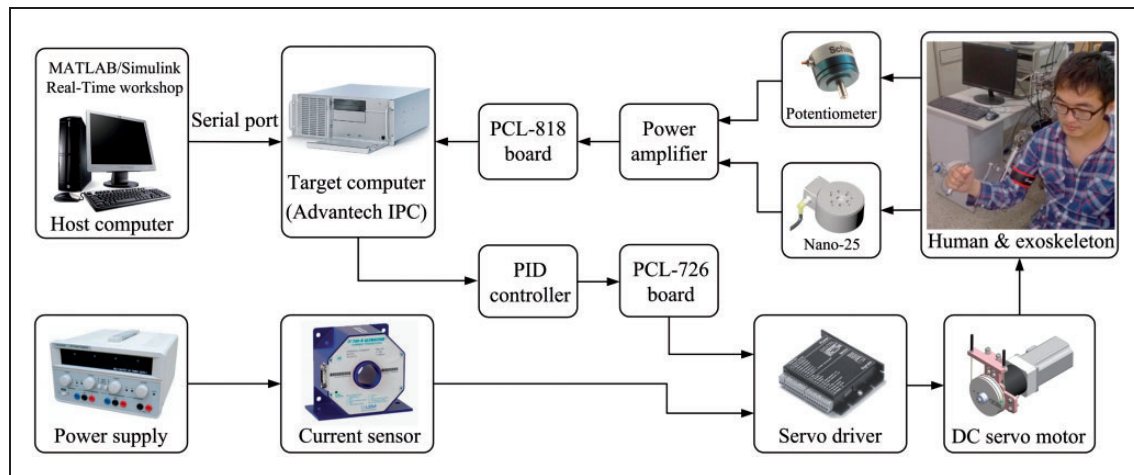 MATLAB/Simulink
Real-Time workshop
Host computer
Serial port
Target computer
(Advantech IPC)
PCL-818
board
Power
amplifier
Potentiometer
Nano-25
Human & exoskeleton
PID
controller
PCL-726
board
Power supply
Current sensor
Servo driver
DC servo motor